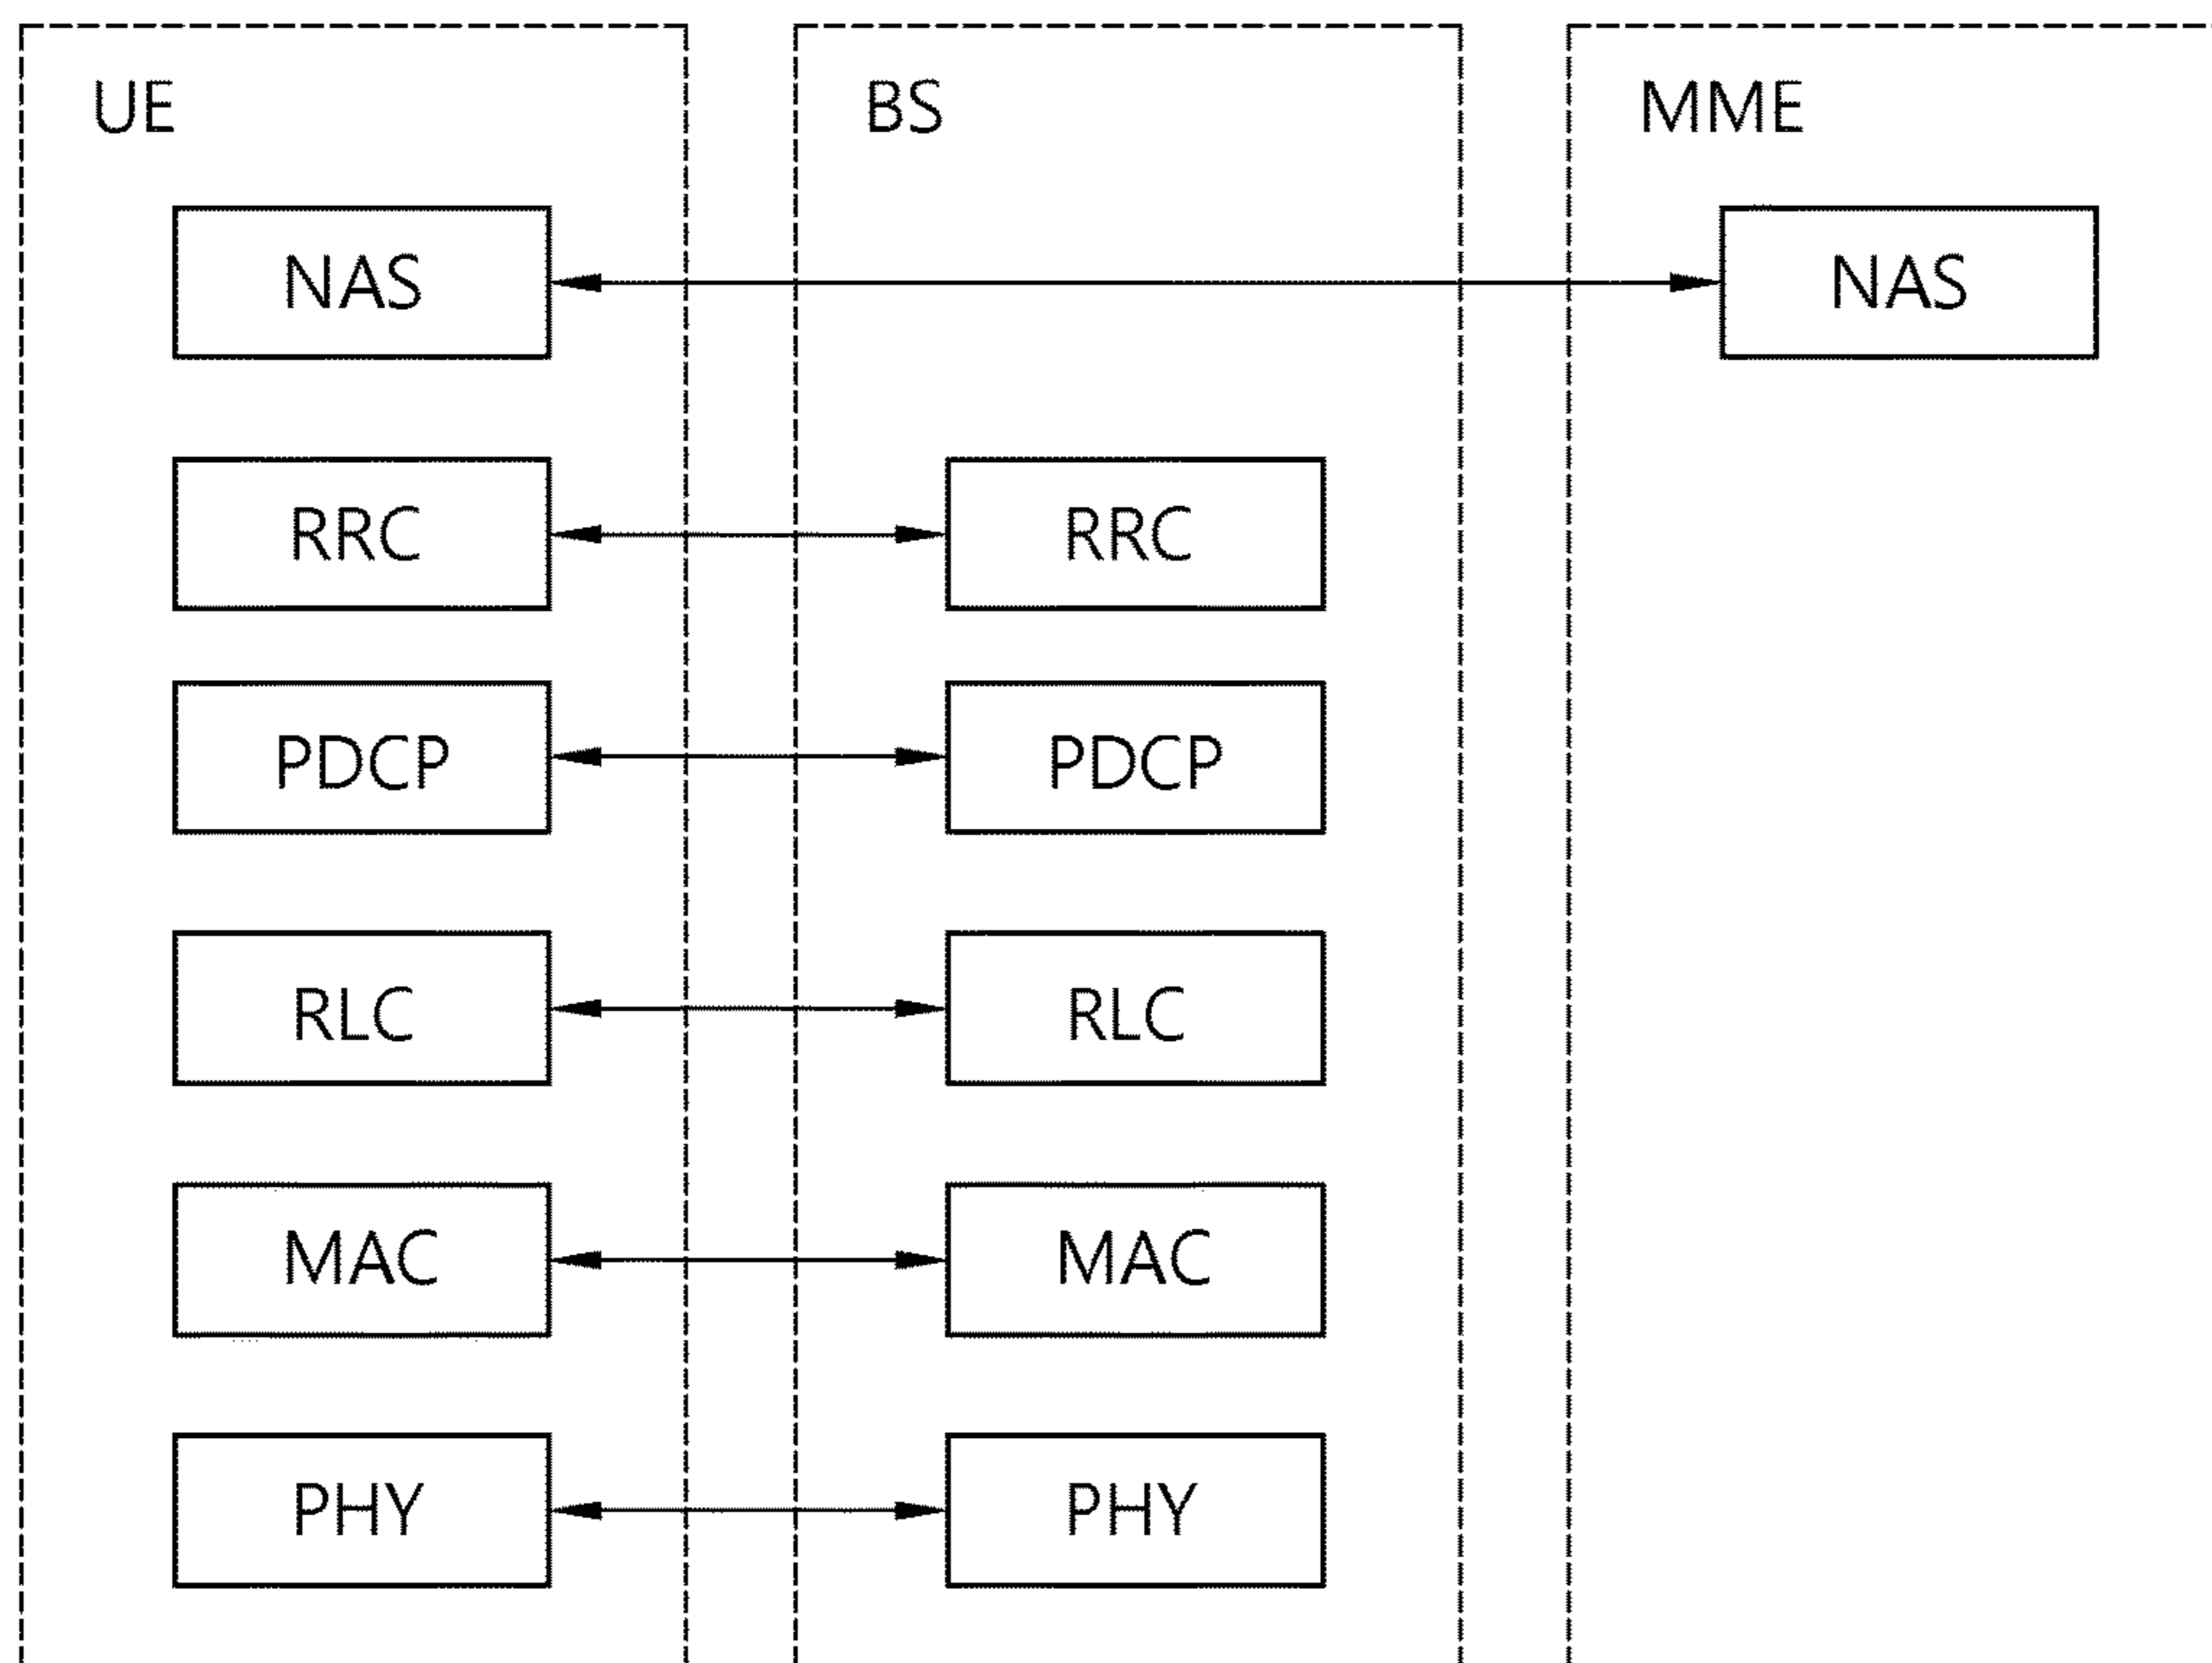 UE BS MME
NAS NAS
RRC RRC
PDCP PDCP
RLC RLC
MAC MAC
PHY PHY